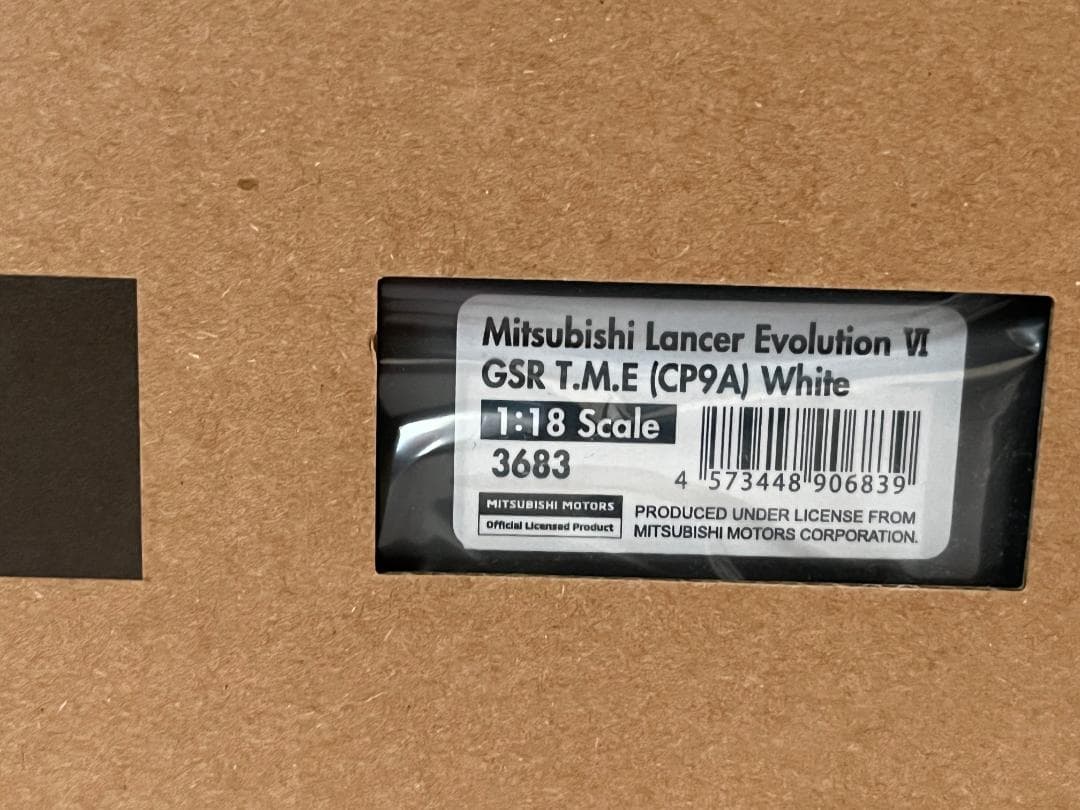 Mitsubishi Lancer Evolution Ⅵ
GSR T.M.E (CP9A) White
1:18 Scale
3683
4 573448 906839
MITSUBISHI MOTORS
Official Licensed Product
PRODUCED UNDER LICENSE FROM
MITSUBISHI MOTORS CORPORATION.